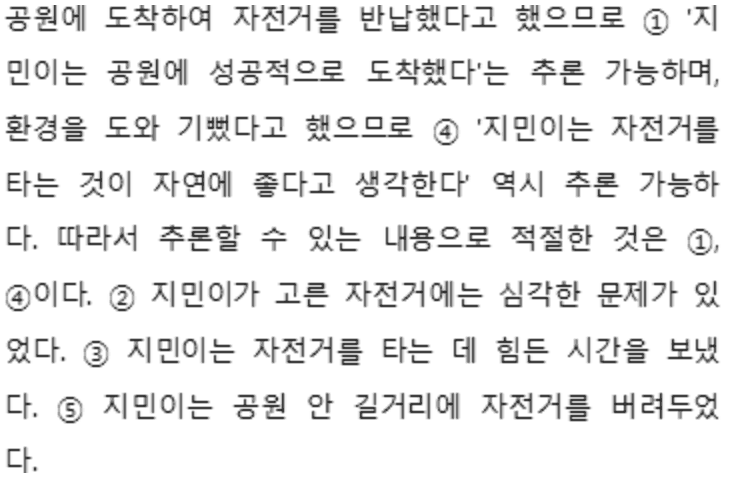 공원에 도착하여 자전거를 반납했다고 했으므로 ① '지
민이는 공원에 성공적으로 도착했다'는 추론 가능하며,
환경을 도와 기뻤다고 했으므로 ④ '지민이는 자전거를
타는 것이 자연에 좋다고 생각한다' 역시 추론 가능하
다. 따라서 추론할 수 있는 내용으로 적절한 것은 ①,
④이다. ② 지민이가 고른 자전거에는 심각한 문제가 있
었다. ③ 지민이는 자전거를 타는 데 힘든 시간을 보냈
다. ⑤ 지민이는 공원 안 길거리에 자전거를 버려두었
다.